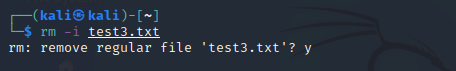 ┌──(kali㉿kali)-[~]
└─$ rm -i test3.txt
rm: remove regular file 'test3.txt'? y